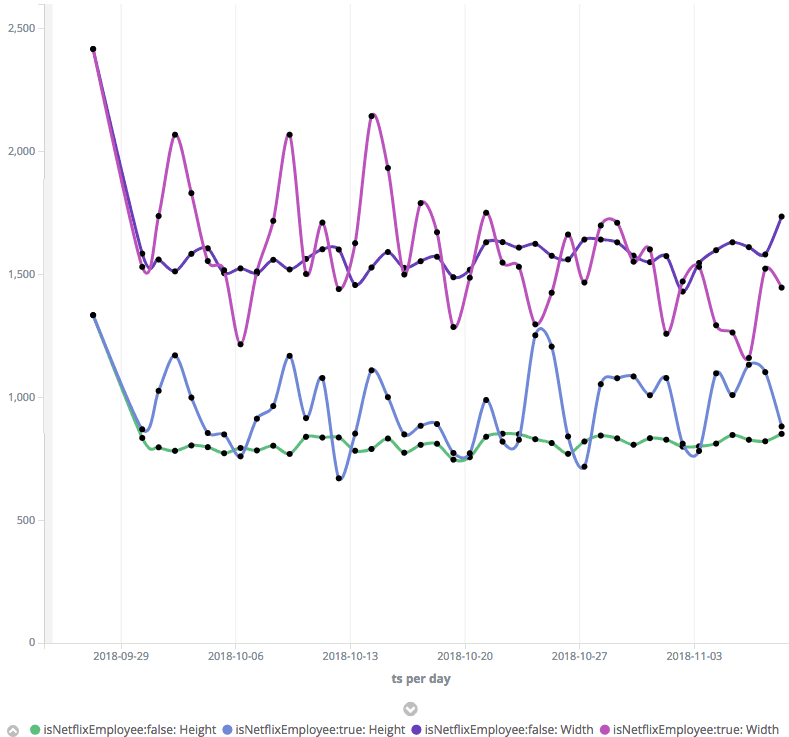 2,500
2,000
1,500
1,000
500
0
2018-09-29 2018-10-06 2018-10-13 2018-10-20 2018-10-27 2018-11-03
ts per day
isNetflixEmployee:false: Height isNetflixEmployee:true: Height isNetflixEmployee:false: Width isNetflixEmployee:true: Width